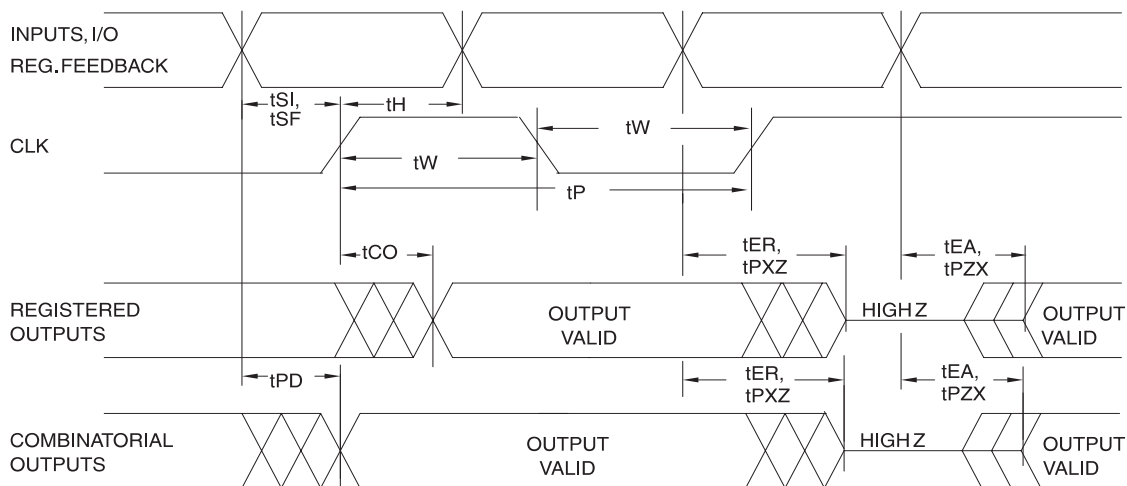 INPUTS, I/O
REG. FEEDBACK
tSI,
tSF
tH
CLK
tW
tW
tP
tCO
tER,
tPXZ
tEA,
tPZX
REGISTERED
OUTPUTS
OUTPUT
VALID
HIGH Z
OUTPUT
VALID
tPD
tER,
tPXZ
tEA,
tPZX
COMBINATORIAL
OUTPUTS
OUTPUT
VALID
HIGH Z
OUTPUT
VALID